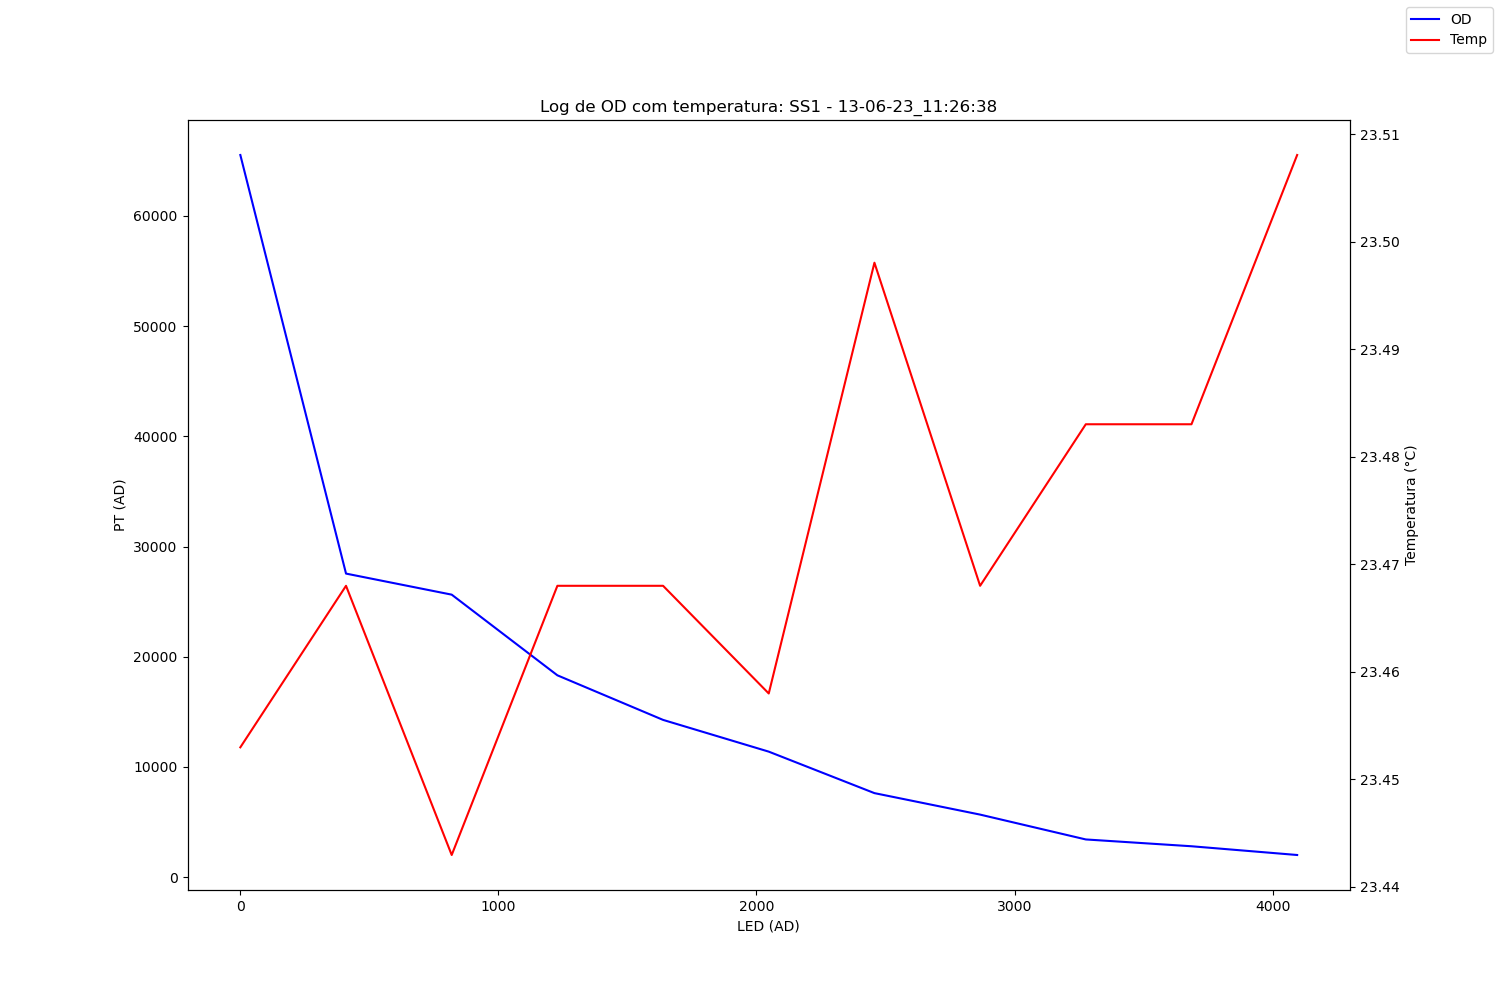 OD
Temp
Log de OD com temperatura: SS1 - 13-06-23_11:26:38
60000
50000
40000
30000
20000
10000
0
PT (AD)
23.51
23.50
23.49
23.48
23.47
23.46
23.45
23.44
Temperatura (°C)
0 1000 2000 3000 4000
LED (AD)